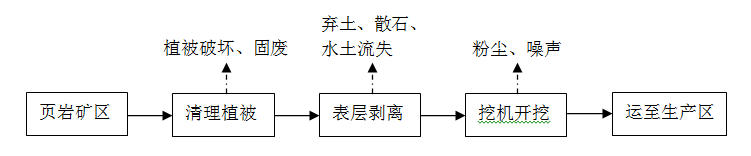 弃土、散石、
植被破坏、固废
水土流失
粉尘、噪声
页岩矿区
清理植被
表层剥离
挖机开挖
运至生产区